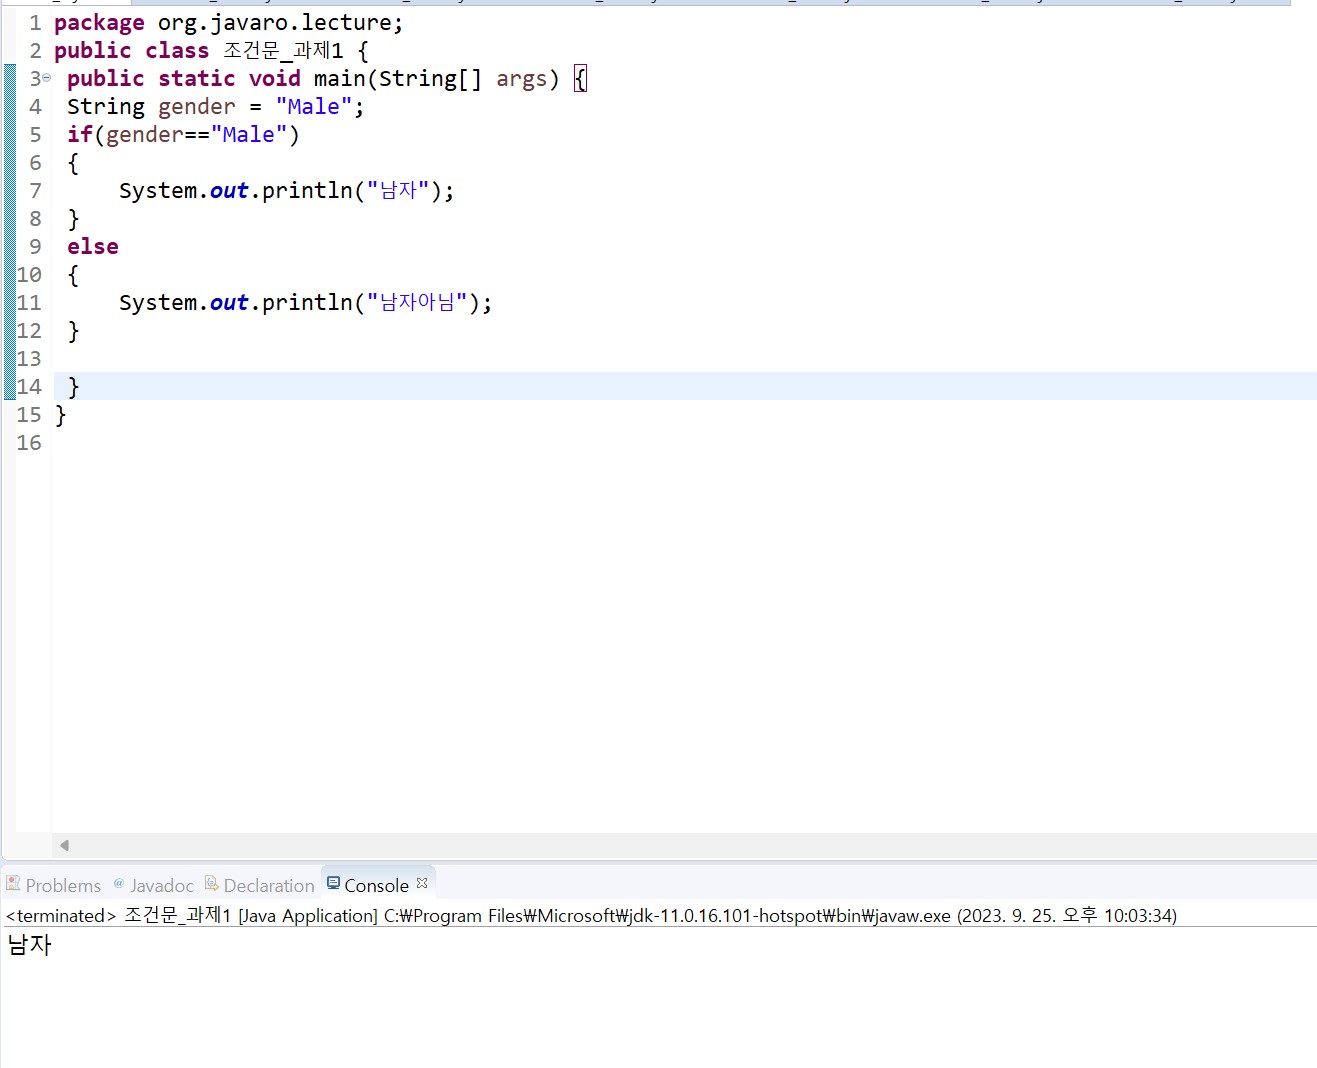 1 package org.javaro.lecture;
2 public class 조건문_과제1 {
3 public static void main(String[] args) {
4 String gender = "Male";
5 if(gender=="Male")
6 {
7 System.out.println("남자");
8 }
9 else
10 {
11 System.out.println("남자아님");
12 }
13
14 }
15 }
16
Problems @ Javadoc Declaration Console
<terminated> 조건문_과제1 [Java Application] C:₩Program Files₩Microsoft₩jdk-11.0.16.101-hotspot₩bin₩javaw.exe (2023. 9. 25. 오후 10:03:34)
남자